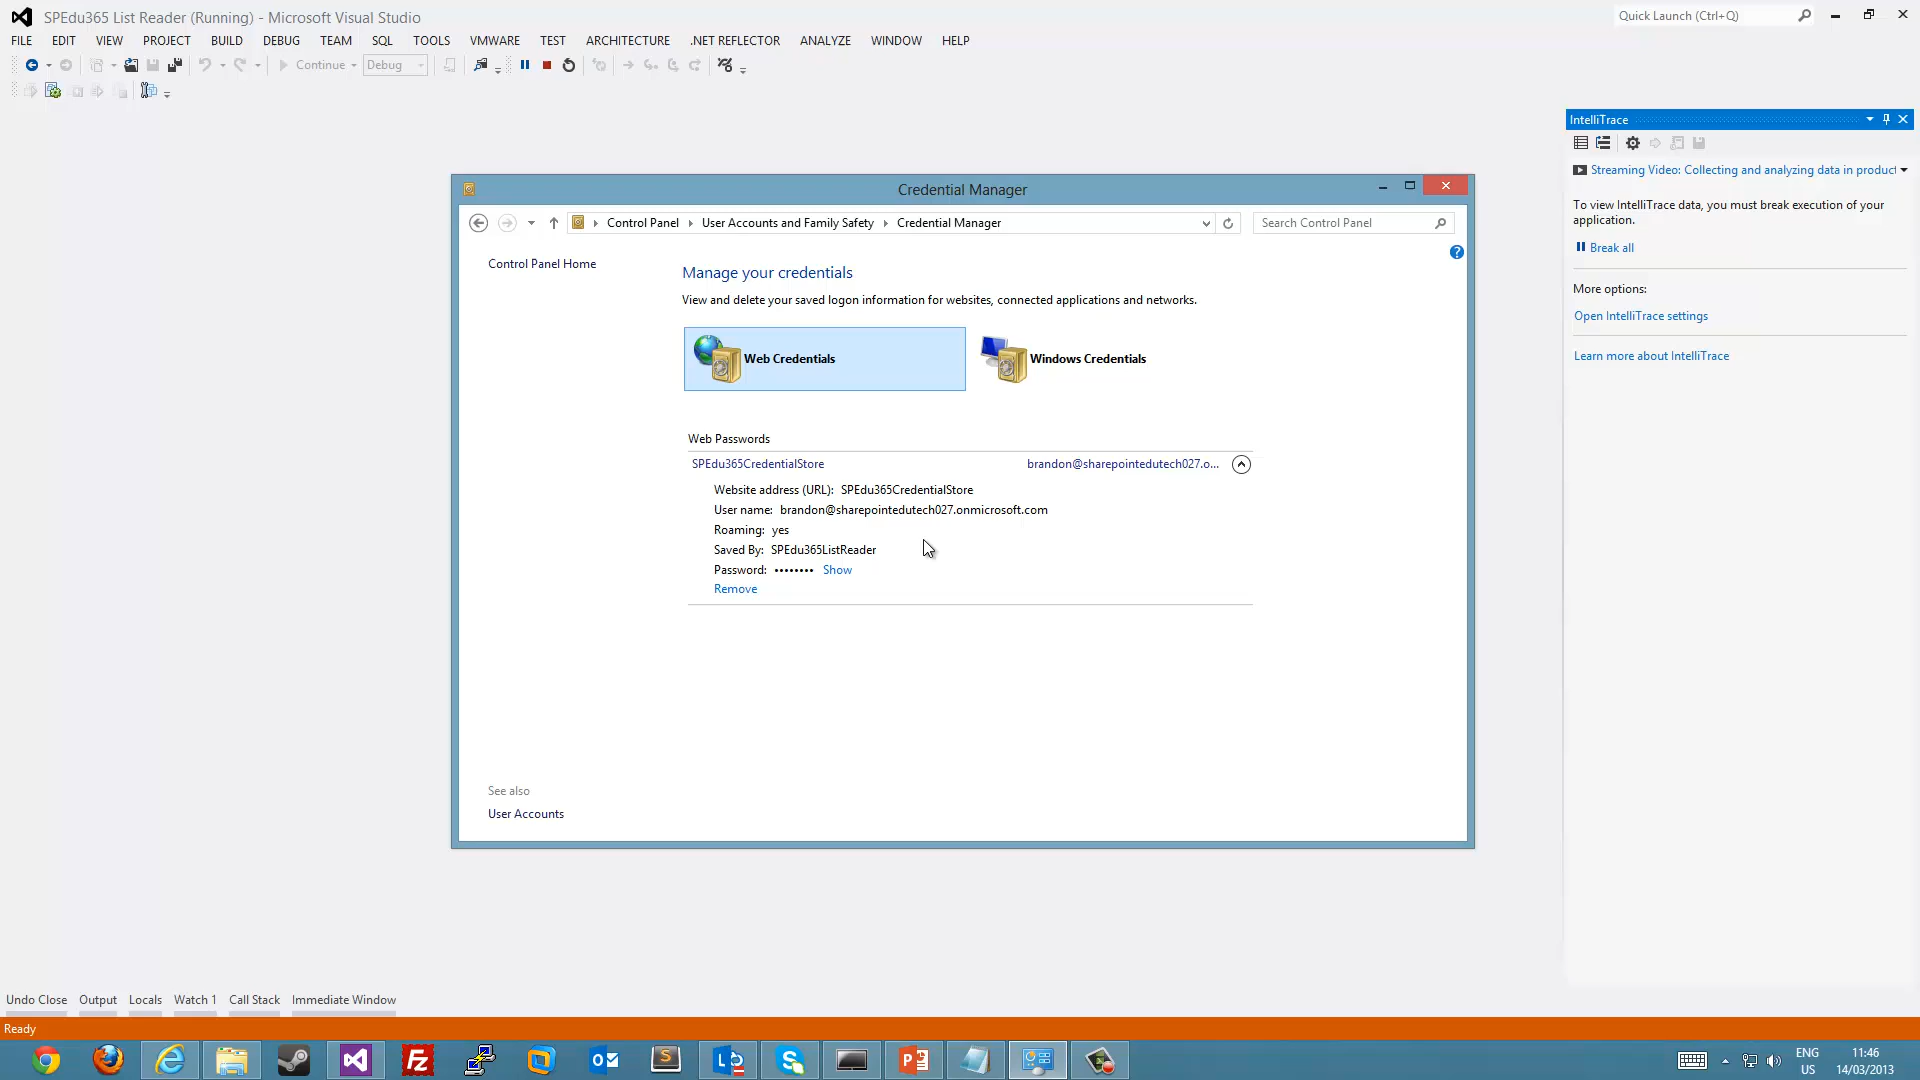 SPEdu365 List Reader (Running) - Microsoft Visual Studio
Quick Launch (Ctrl+Q)
FILE EDIT VIEW PROJECT BUILD DEBUG TEAM SQL TOOLS VMWARE TEST ARCHITECTURE .NET REFLECTOR ANALYZE WINDOW HELP
Continue Debug
IntelliTrace
Streaming Video: Collecting and analyzing data in product
To view IntelliTrace data, you must break execution of your
application.
Break all
More options:
Open IntelliTrace settings
Learn more about IntelliTrace
Credential Manager
Control Panel User Accounts and Family Safety Credential Manager
Search Control Panel
Control Panel Home
Manage your credentials
View and delete your saved logon information for websites, connected applications and networks.
Web Credentials
Windows Credentials
Web Passwords
SPEdu365CredentialStore brandon@sharepointedutech027.o...
Website address (URL): SPEdu365CredentialStore
User name: brandon@sharepointedutech027.onmicrosoft.com
Roaming: yes
Saved By: SPEdu365ListReader
Password: •••••••• Show
Remove
See also
User Accounts
Undo Close Output Locals Watch 1 Call Stack Immediate Window
Ready
ENG 11:46
US 14/03/2013